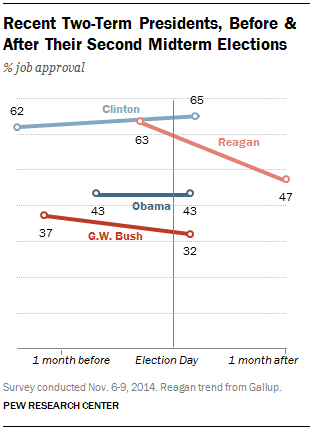 Recent Two-Term Presidents, Before &
After Their Second Midterm Elections
% job approval
62
Clinton
65
63
Reagan
47
43
Obama
43
37
G.W. Bush
32
1 month before
Election Day
1 month after
Survey conducted Nov. 6-9, 2014. Reagan trend from Gallup.
PEW RESEARCH CENTER